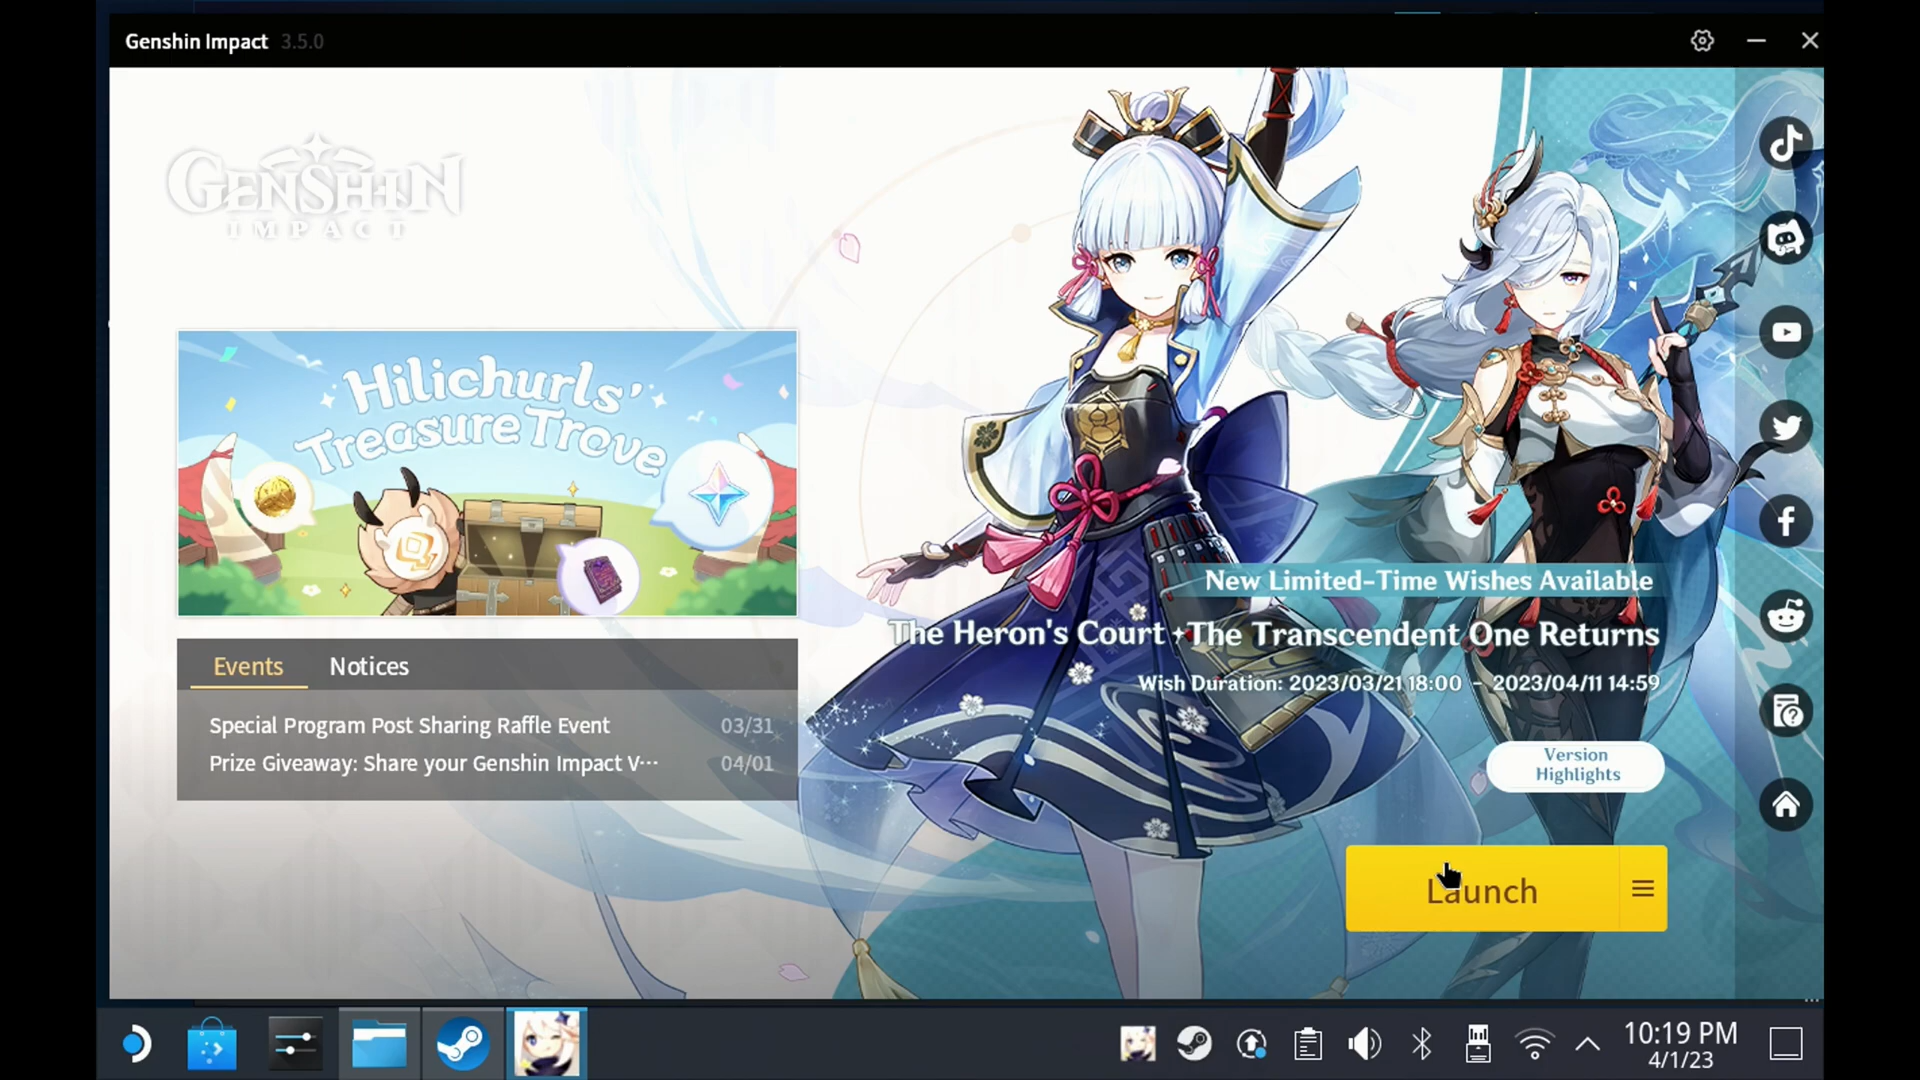 Genshin Impact 3.5.0
GENSHIN
IMPACT
Hilichurls'
Treasure Trove
Events Notices
Special Program Post Sharing Raffle Event 03/31
Prize Giveaway: Share your Genshin Impact V··· 04/01
New Limited-Time Wishes Available
The Heron's Court The Transcendent One Returns
Wish Duration: 2023/03/21 18:00 - 2023/04/11 14:59
Version
Highlights
Launch
10:19 PM
4/1/23